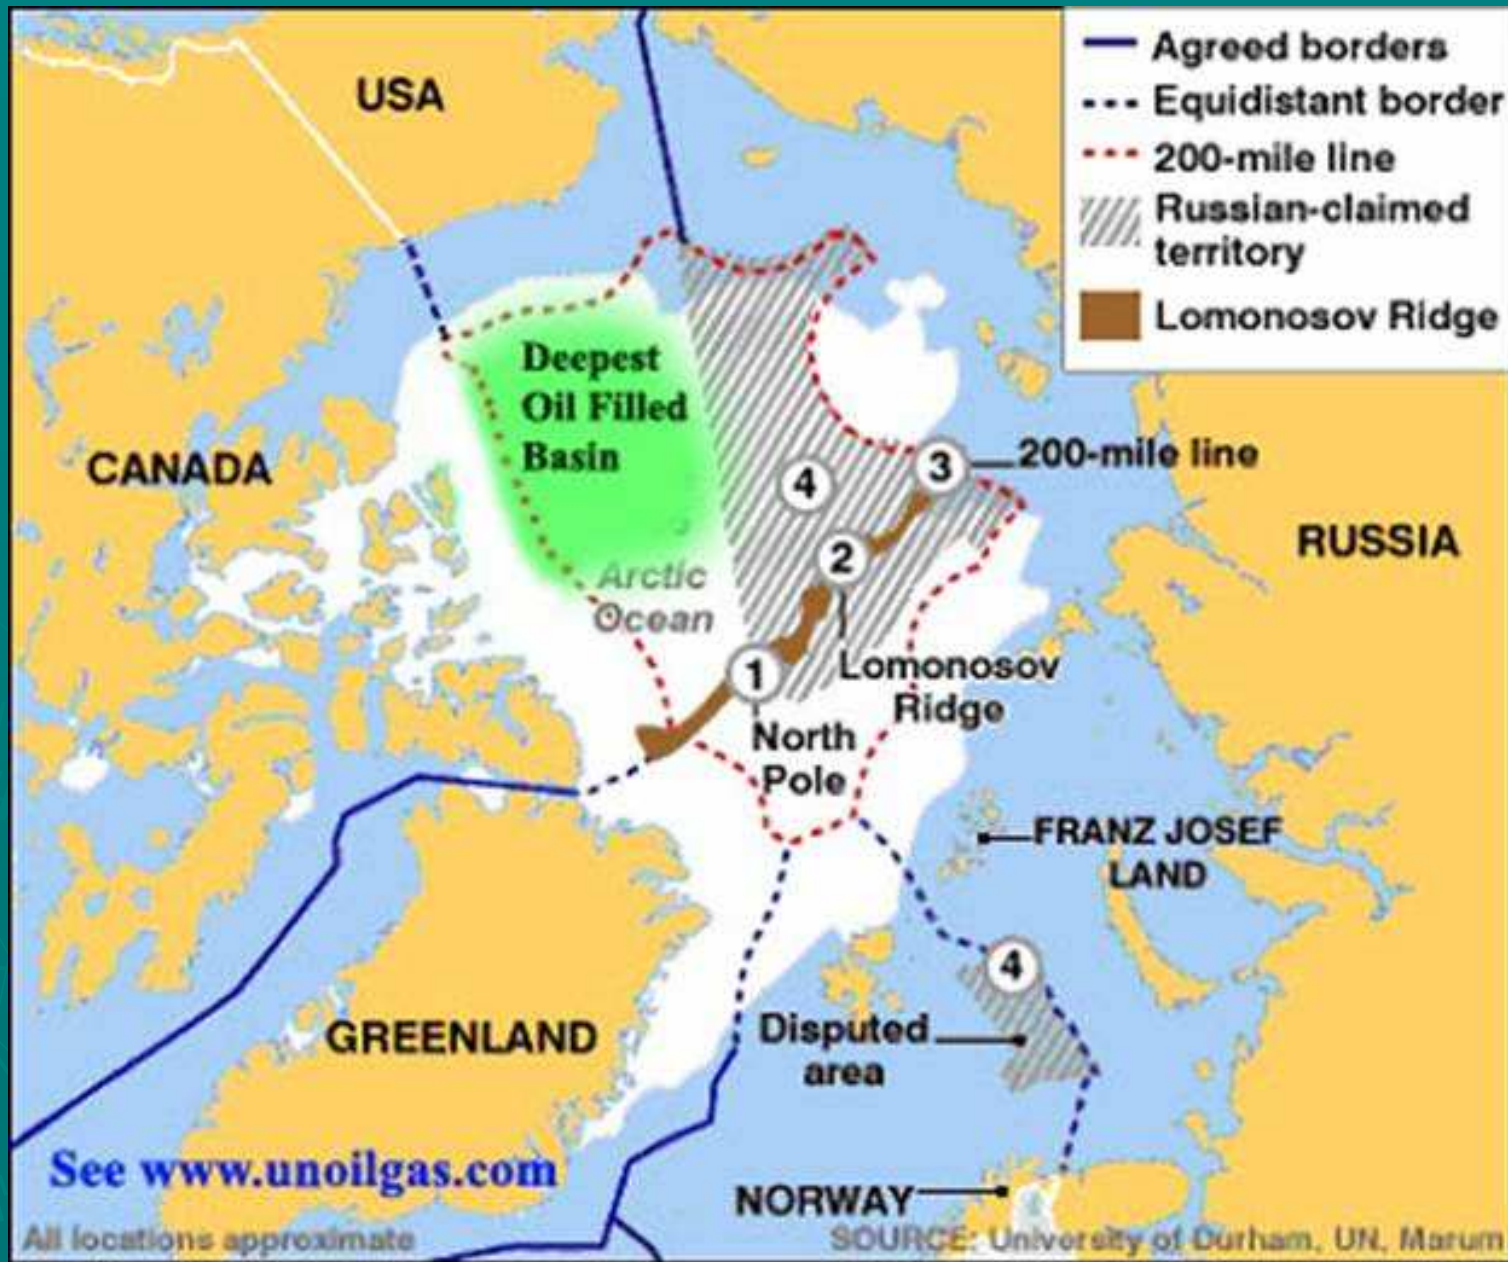 USA
Agreed borders
Equidistant border
200-mile line
Russian-claimed
territory
Lomonosov Ridge
Deepest
Oil Filled
Basin
CANADA
3
200-mile line
4
2
RUSSIA
Arctic
Ocean
1
Lomonosov
Ridge
North
Pole
FRANZ JOSEF
LAND
4
GREENLAND
Disputed
area
See www.unoilgas.com
NORWAY
All locations approximate
SOURCE: University of Durham, UN, Marum